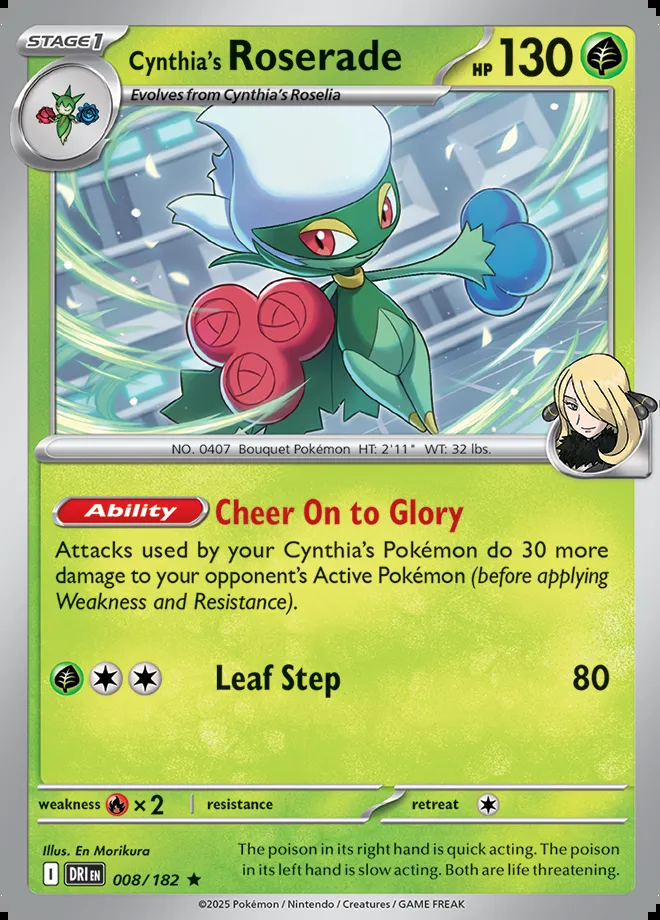 STAGE1
Cynthia's Roserade HP 130
Evolves from Cynthia's Roselia
NO. 0407 Bouquet Pokémon HT: 2'11" WT: 32 lbs.
Ability Cheer On to Glory
Attacks used by your Cynthia's Pokémon do 30 more
damage to your opponent's Active Pokémon (before applying
Weakness and Resistance).
Leaf Step 80
weakness ×2 resistance retreat
Illus. En Morikura
The poison in its right hand is quick acting. The poison
in its left hand is slow acting. Both are life threatening.
I DRI EN 008/182 ★
©2025 Pokémon / Nintendo / Creatures / GAME FREAK